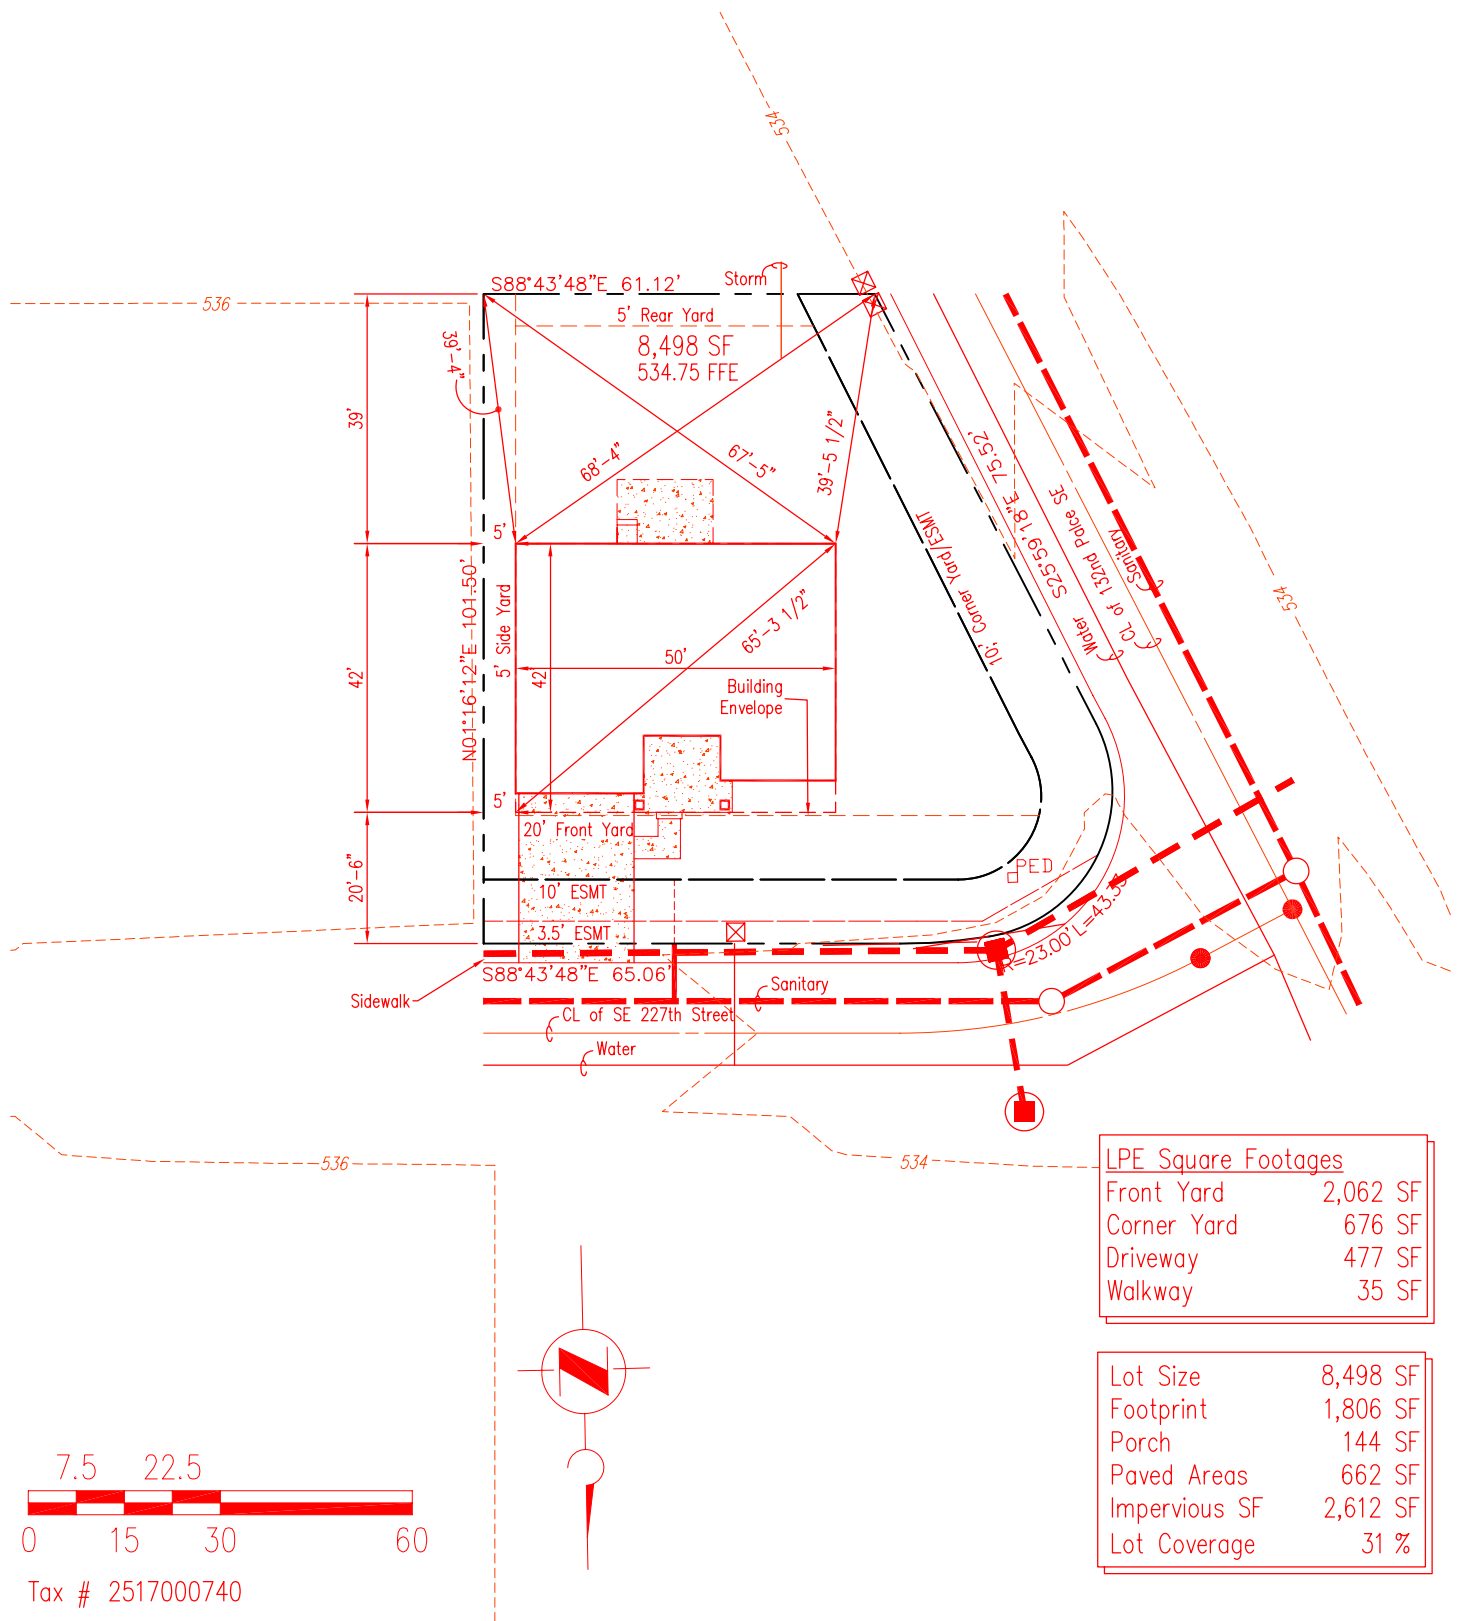 534
S88°43'48"E 61.12'
Storm
536
5' Rear Yard
8,498 SF
534.75 FFE
39'-4"
39'
68'-4"
67'-5"
39'-5 1/2"
S25°59'18"E 75.52'
CL of 132nd Palce SE
Sanitary
Water
10' Corner Yard/ESMT
534
5'
N01°16'12"E 101.50'
5' Side Yard
42'
42'
50'
65'-3 1/2"
Building
Envelope
5'
20' Front Yard
20'-6"
PED
10' ESMT
3.5' ESMT
R=23.00' L=43.33'
S88°43'48"E 65.06'
Sidewalk
Sanitary
CL of SE 227th Street
Water
536
534
LPE Square Footages
Front Yard 2,062 SF
Corner Yard 676 SF
Driveway 477 SF
Walkway 35 SF
Lot Size 8,498 SF
Footprint 1,806 SF
Porch 144 SF
Paved Areas 662 SF
Impervious SF 2,612 SF
Lot Coverage 31 %
7.5 22.5
0 15 30 60
Tax # 2517000740